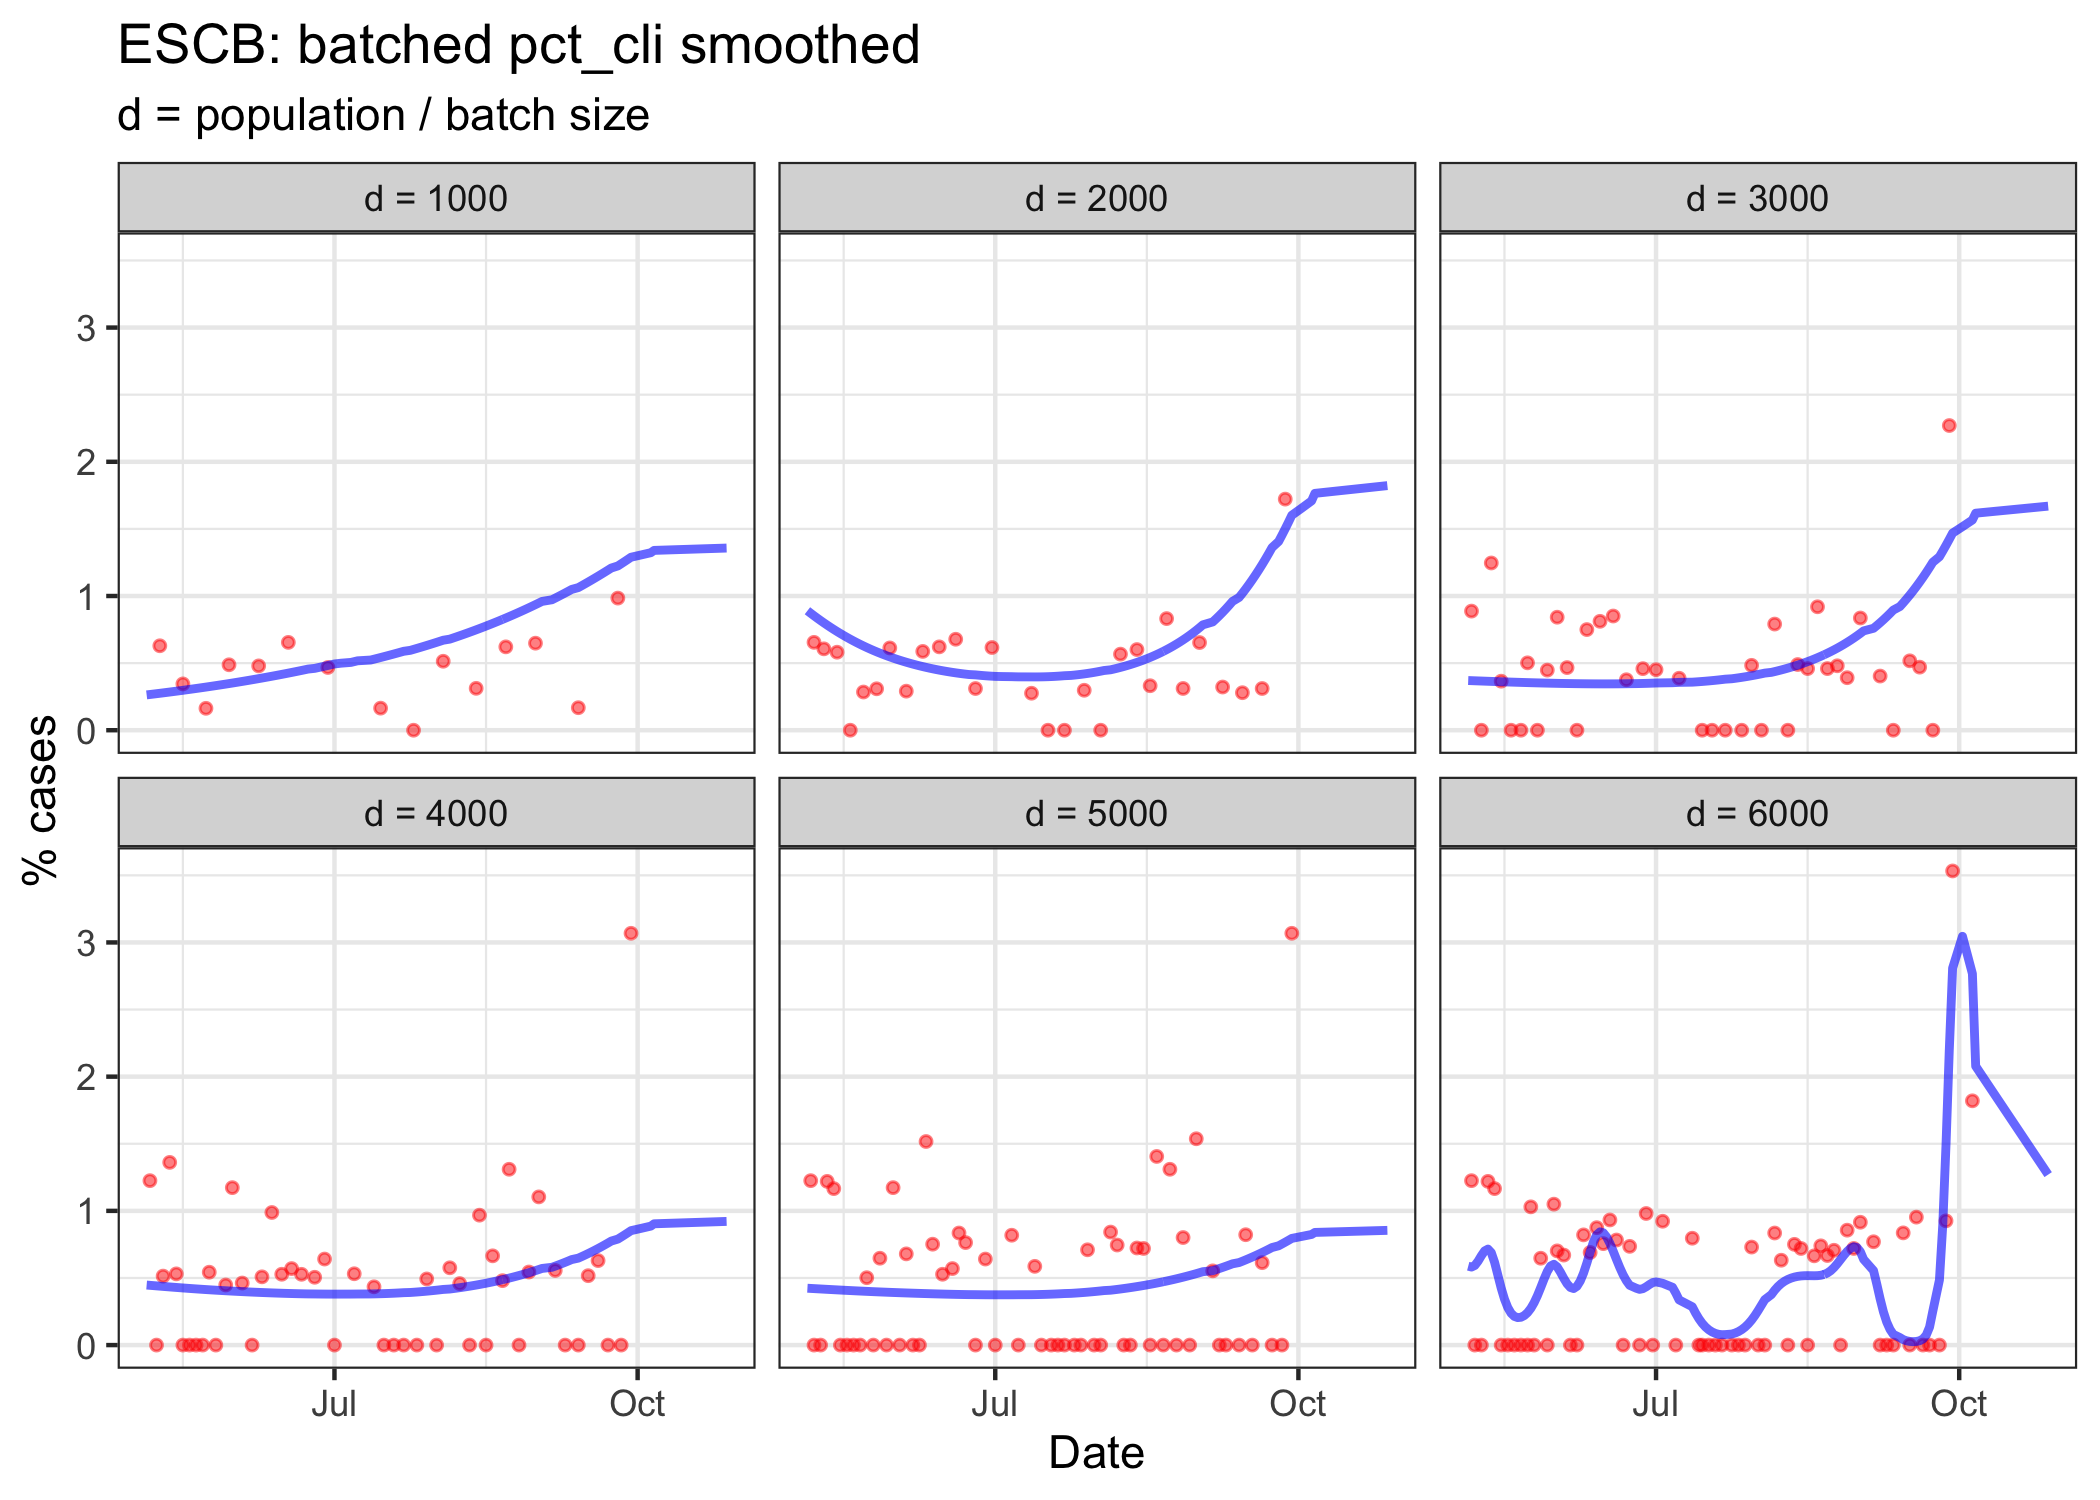 ESCB: batched pct_cli smoothed
d = population / batch size
d = 1000
d = 2000
d = 3000
3
2
1
0
% cases
d = 4000
d = 5000
d = 6000
3
2
1
0
Jul
Oct
Jul
Oct
Jul
Oct
Date